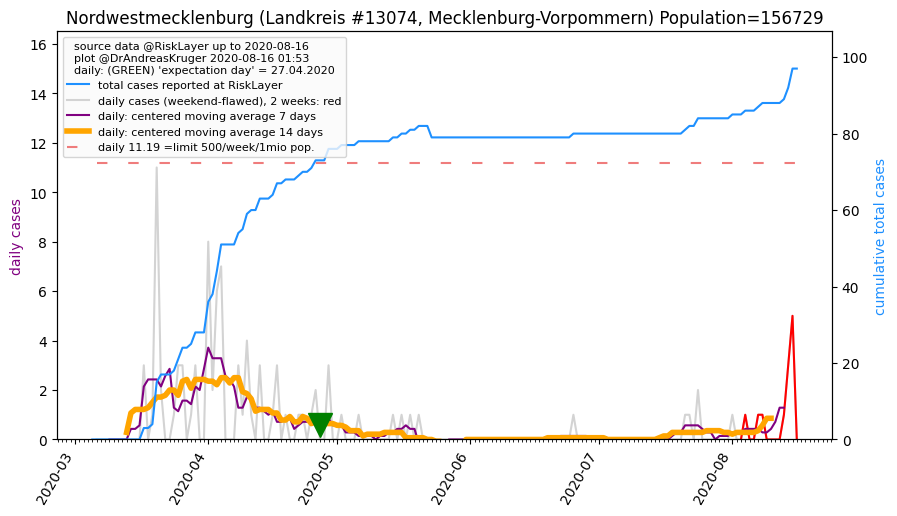 Nordwestmecklenburg (Landkreis #13074, Mecklenburg-Vorpommern) Population=156729
source data @RiskLayer up to 2020-08-16
plot @DrAndreasKruger 2020-08-16 01:53
daily: (GREEN) 'expectation day' = 27.04.2020
total cases reported at RiskLayer
daily cases (weekend-flawed), 2 weeks: red
daily: centered moving average 7 days
daily: centered moving average 14 days
daily 11.19 =limit 500/week/1mio pop.
daily cases
16
14
12
10
8
6
4
2
0
cumulative total cases
100
80
60
40
20
0
2020-03
2020-04
2020-05
2020-06
2020-07
2020-08